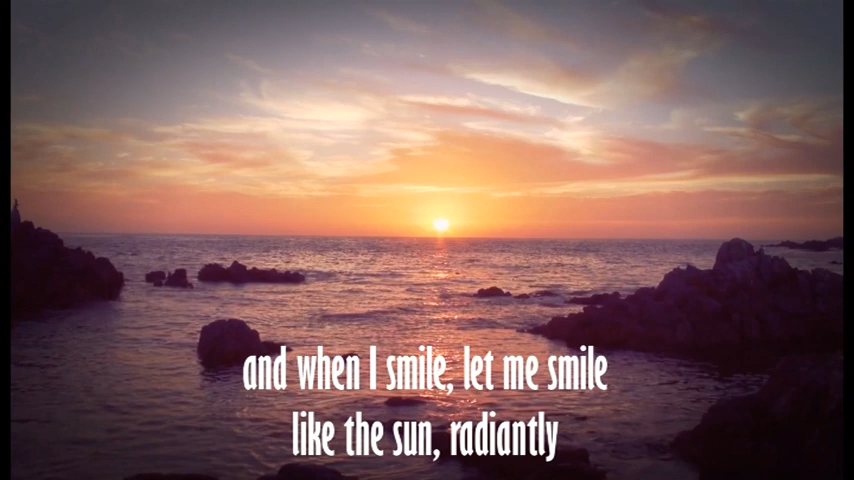 and when I smile, let me smile
like the sun, radiantly